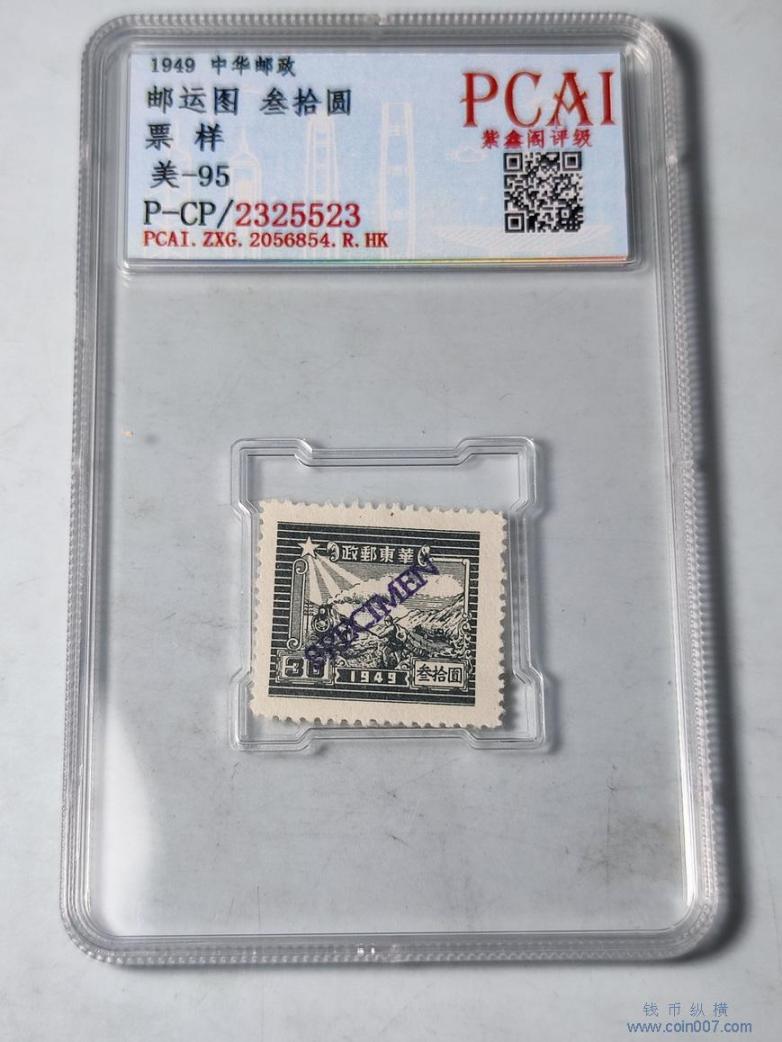 1949 中华邮政
邮运图 叁拾圆
票 样
美-95
P-CP/2325523
PCAI. ZXG. 2056854. R. HK
PCAI
紫鑫阁评级
政郵東華
SPECIMEN
30
1949
叁拾圆
钱币纵横
www.coin007.com